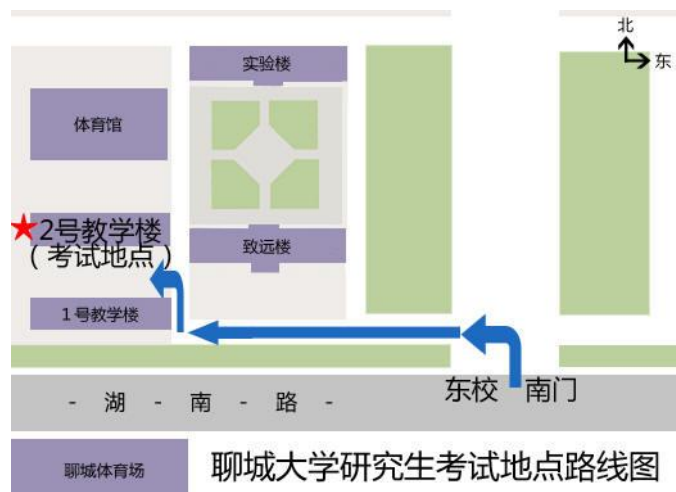 北
东
实验楼
体育馆
★2号教学楼
（考试地点）
致远楼
1号教学楼
东校 南门
- 湖 - 南 - 路 -
聊城体育场
聊城大学研究生考试地点路线图